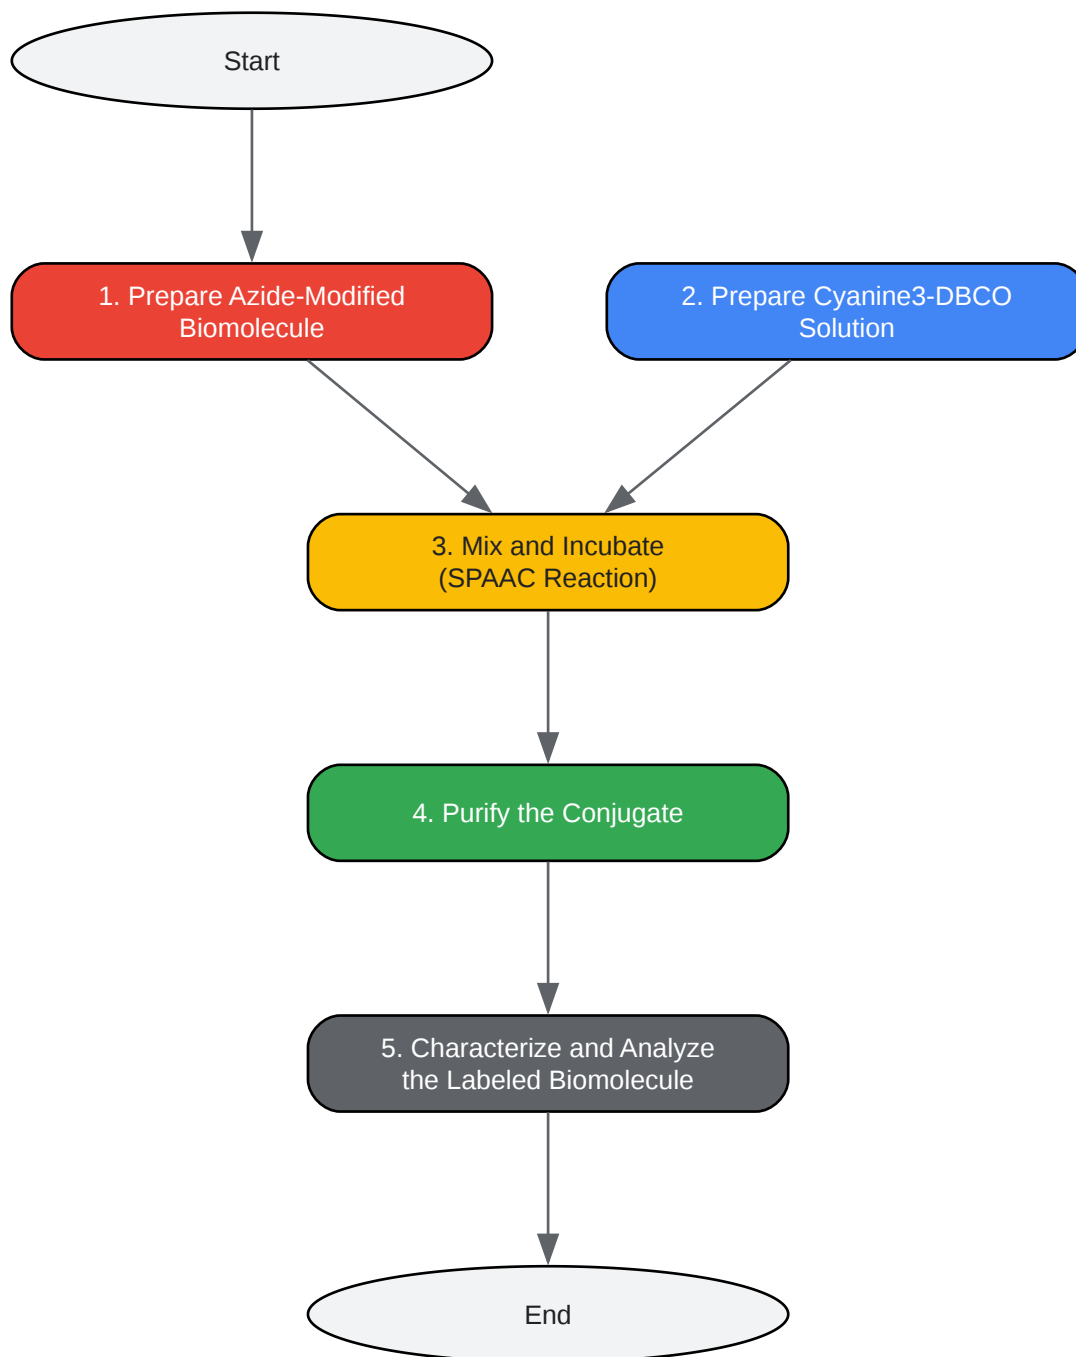 Start
1. Prepare Azide-Modified
Biomolecule
2. Prepare Cyanine3-DBCO
Solution
3. Mix and Incubate
(SPAAC Reaction)
4. Purify the Conjugate
5. Characterize and Analyze
the Labeled Biomolecule
End